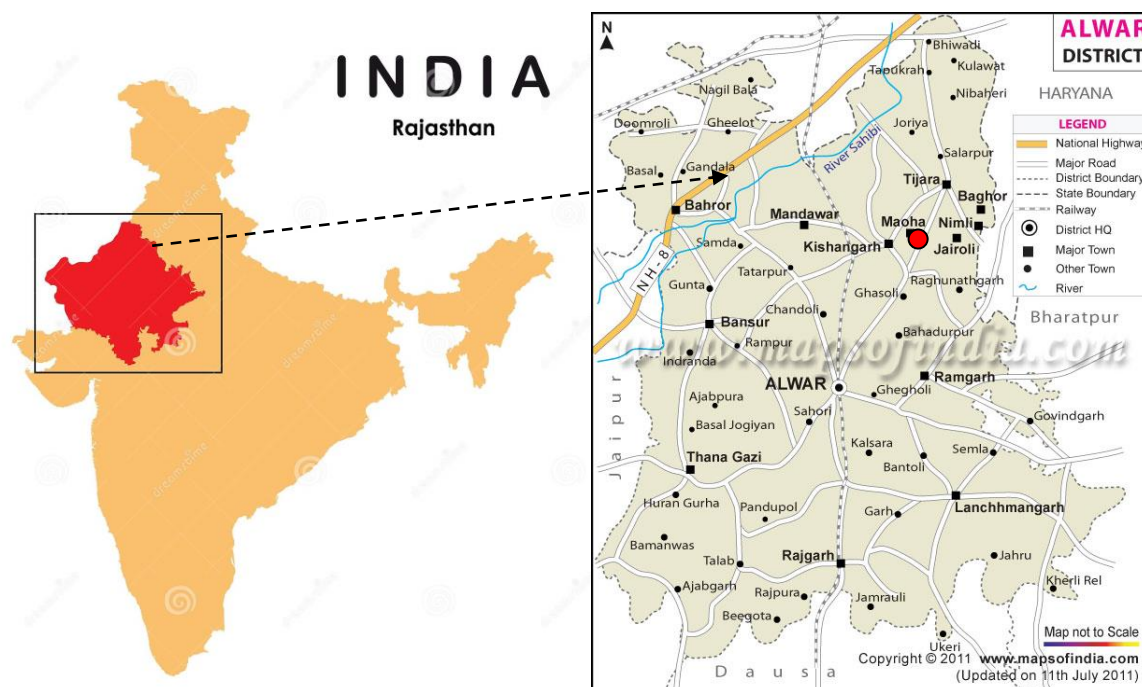 INDIA
Rajasthan
dreamstime
N
ALWAR
DISTRICT
Bhiwadi
Kulawat
Tapukrah
Nagil Bala
Nibaheri
HARYANA
Doomroli
Gheelot
Joriya
LEGEND
National Highway
Major Road
District Boundary
State Boundary
Railway
District HQ
Major Town
Other Town
River
River Sahibi
Salarpur
Basal
Gandala
Tijara
Baghor
Bahror
Mandawar
Maoha
Nimli
Samda
Kishangarh
Jairoli
NH-8
Tatarpur
Raghunathgarh
Gunta
Ghasoli
Chandoli
Bharatpur
Bansur
Bahadurpur
Rampur
www.mapsofindia.com
Indranda
Ramgarh
ALWAR
Ghegholi
Jaipur
Ajabpura
Sahori
Govindgarh
Basal Jogiyan
Kalsara
Semla
Thana Gazi
Bantoli
Huran Gurha
Pandupol
Garh
Lanchhmangarh
Bamanwas
Talab
Rajgarh
Jahru
Ajabgarh
Rajpura
Jamrauli
Kherli Rel
Beegota
Ukeri
Map not to Scale
Dausa
Copyright © 2011 www.mapsofindia.com
(Updated on 11th July 2011)